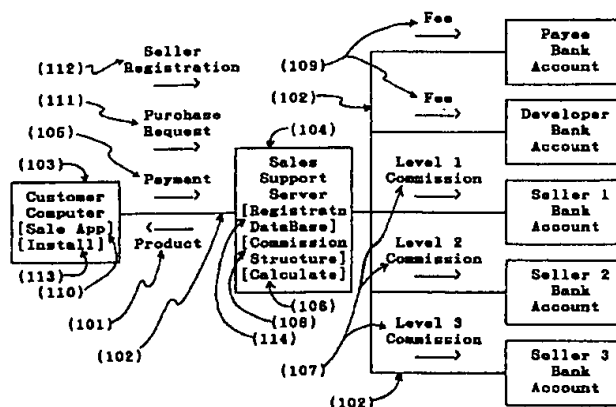 (112)
Seller
Registration
(111)
Purchase
Request
(105)
Payment
(103)
Customer
Computer
[Sale App]
[Install]
(113)
(110)
Product
(101)
(102)
(104)
Sales
Support
Server
[Registratn
DataBase]
[Commission
Structure]
[Calculate]
(106)
(108)
(114)
(109)
(102)
Fee
Fee
Level 1
Commission
Level 2
Commission
Level 3
Commission
(107)
(102)
Payee
Bank
Account
Developer
Bank
Account
Seller 1
Bank
Account
Seller 2
Bank
Account
Seller 3
Bank
Account